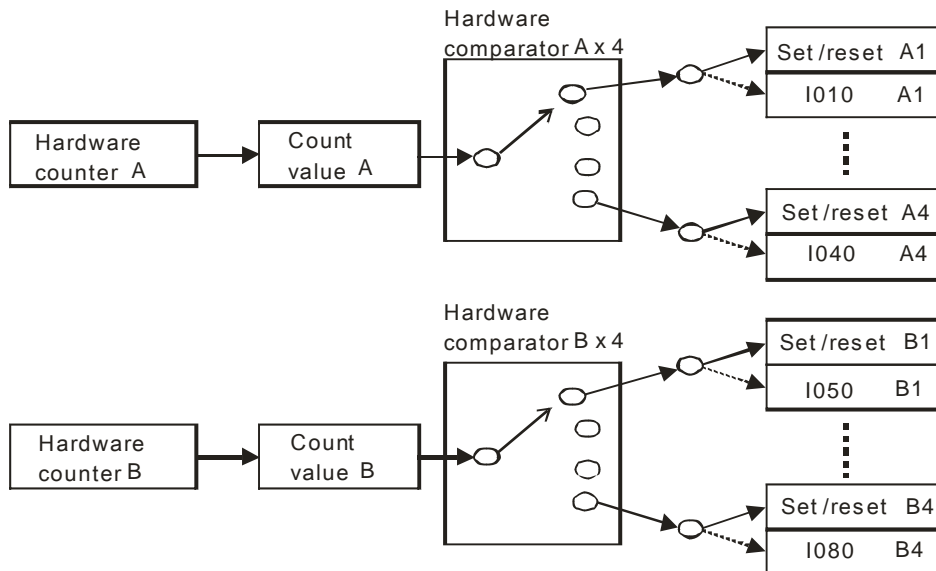 Hardware
comparator A x 4
Set/reset A1
I010 A1
Hardware
counter A
Count
value A
Set/reset A4
I040 A4
Hardware
comparator B x 4
Set/reset B1
I050 B1
Hardware
counter B
Count
value B
Set/reset B4
I080 B4